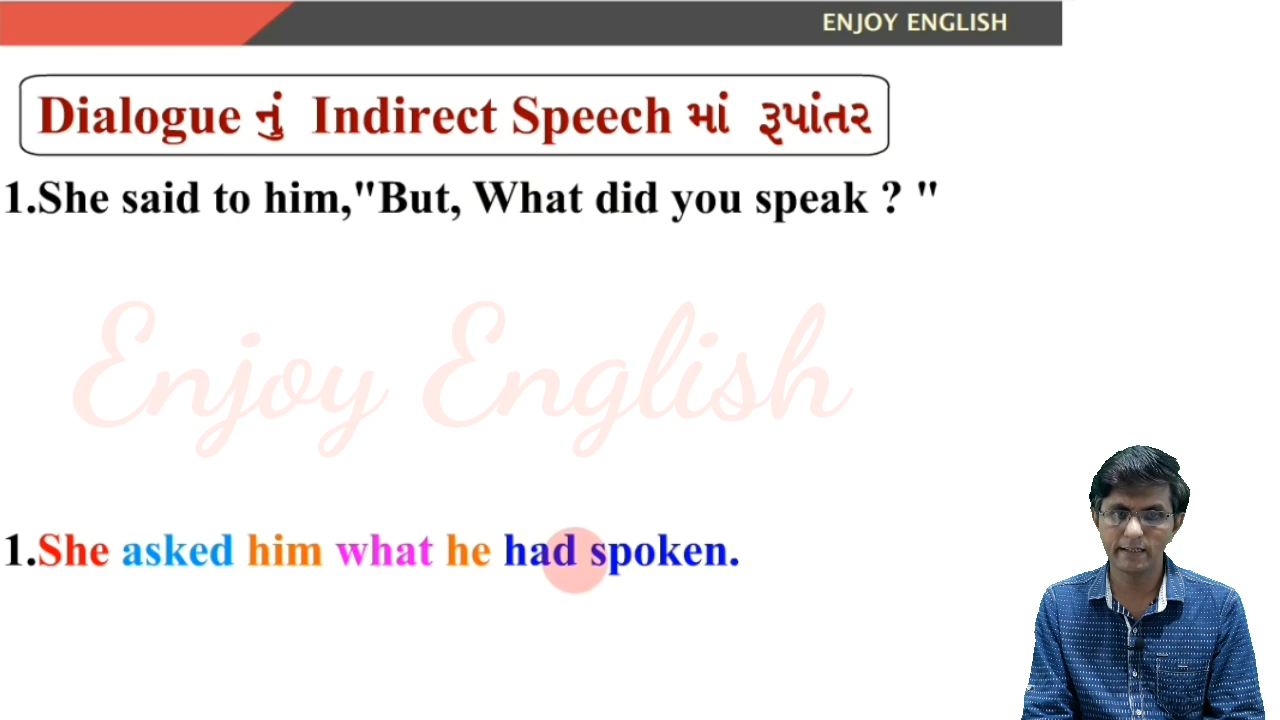 ENJOY ENGLISH
Dialogue નું Indirect Speech માં રૂપાંતર
1.She said to him,"But, What did you speak ? "
Enjoy English
1.She asked him what he had spoken.